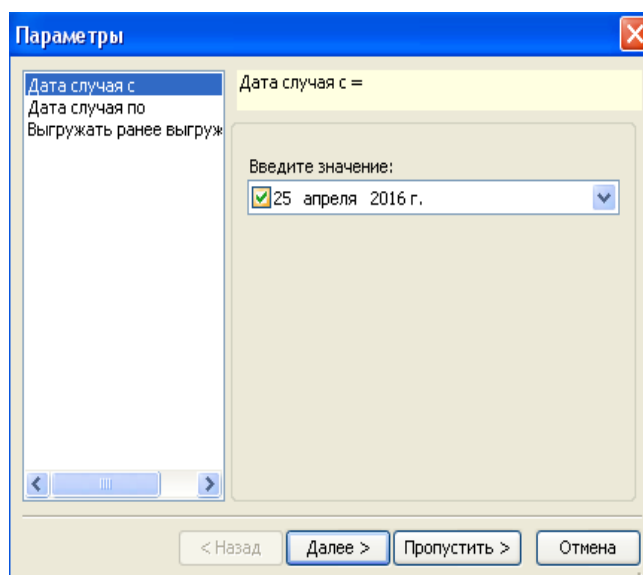 Параметры
Дата случая с
Дата случая по
Выгружать ранее выгруж
Дата случая с =
Введите значение:
25 апреля 2016 г.
< Назад
Далее >
Пропустить >
Отмена